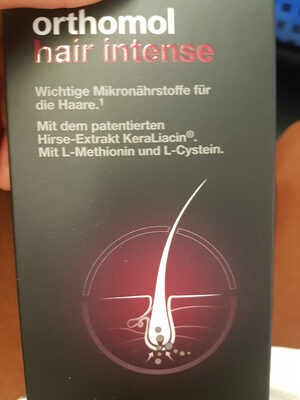 orthomol
hair intense
Wichtige Mikronährstoffe für
die Haare.¹
Mit dem patentierten
Hirse-Extrakt KeraLiacin®.
Mit L-Methionin und L-Cystein.